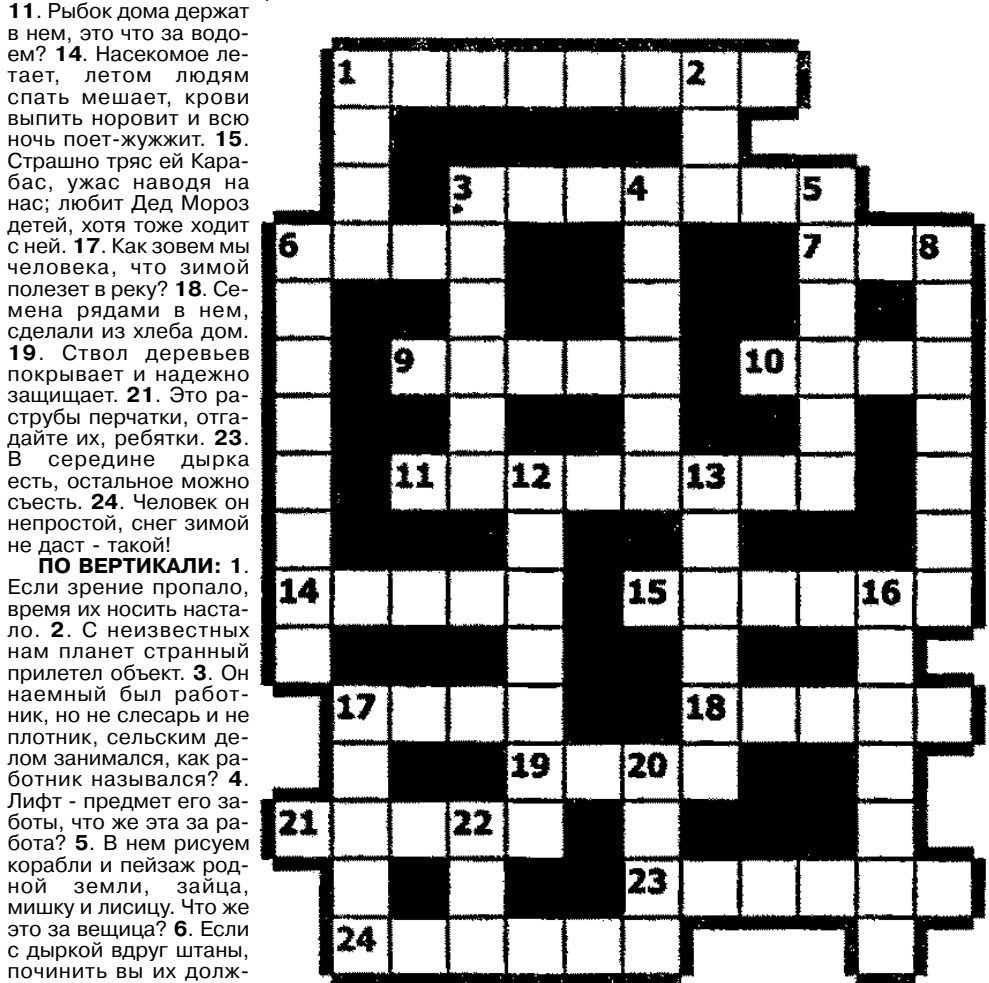 11. Рыбок дома держат
в нем, это что за водо-
ем? 14. Насекомое ле-
тает, летом людям
спать мешает, крови
выпить норовит и всю
ночь поет-жужжит. 15.
Страшно тряс ей Кара-
бас, ужас наводя на
нас; любит Дед Мороз
детей, хотя тоже ходит
с ней. 17. Как зовем мы
человека, что зимой
полезет в реку? 18. Се-
мена рядами в нем,
сделали из хлеба дом.
19. Ствол деревьев
покрывает и надежно
защищает. 21. Это ра-
струбы перчатки, отга-
дайте их, ребятки. 23.
В середине дырка
есть, остальное можно
съесть. 24. Человек он
непростой, снег зимой
не даст - такой!
ПО ВЕРТИКАЛИ: 1.
Если зрение пропало,
время их носить наста-
ло. 2. С неизвестных
нам планет странный
прилетел объект. 3. Он
наемный был работ-
ник, но не слесарь и не
плотник, сельским де-
лом занимался, как ра-
ботник назывался? 4.
Лифт - предмет его за-
боты, что же эта за ра-
бота? 5. В нем рисуем
корабли и пейзаж род-
ной земли, зайца,
мишку и лисицу. Что же
это за вещица? 6. Если
с дыркой вдруг штаны,
починить вы их долж-
1 2
3 4 5
6 7 8
9 10
11 12 13
14 15 16
17 18
19 20
21 22
23
24